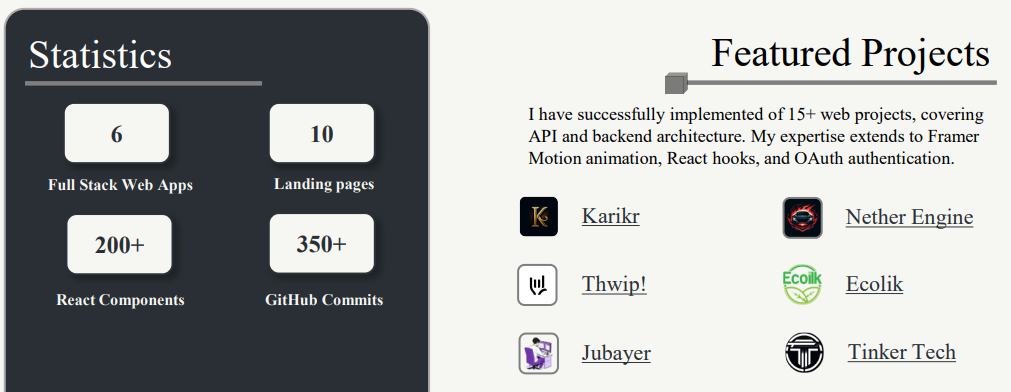 Statistics
6
10
Full Stack Web Apps
Landing pages
200+
350+
React Components
GitHub Commits
Featured Projects
I have successfully implemented of 15+ web projects, covering
API and backend architecture. My expertise extends to Framer
Motion animation, React hooks, and OAuth authentication.
K Karikr
Nether Engine
Thwip!
Ecoilk Ecolik
Jubayer
Tinker Tech